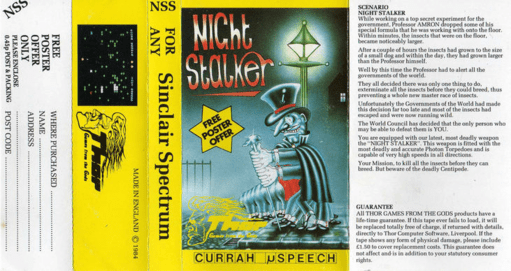 NSS
FREE
POSTER
OFFER
ONLY
PLEASE ENCLOSE
0.45p POST & PACKING
WHERE PURCHASED
NAME
ADDRESS
POST CODE
Thor
Games from the Gods
MADE IN ENGLAND © 1984
NSS
FOR
ANY
Sinclair Spectrum
NIGHT
STALKER
FREE
POSTER
OFFER
Thor
CURRAH µSPEECH
SCENARIO
NIGHT STALKER
While working on a top secret experiment for the
government, Professor AMRON dropped some of his
special formula that he was working with onto the floor.
Within minutes, the insects that were on the floor,
became noticeably larger.
After a couple of hours the insects had grown to the size
of a small dog and within the day, they had grown larger
than the Professor himself.
Well by this time the Professor had to alert all the
governments of the world.
They all decided there was only one thing to do,
exterminate all the insects before they could breed, thus
preventing a whole new master race of insects.
Unfortunately the Governments of the World had made
this decision far too late and most of the insects had
escaped and were now running wild.
The World Council has decided that the only person who
may be able to defeat them is YOU.
You are equipped with our latest, most deadly weapon
the "NIGHT STALKER". This weapon is fitted with the
most deadly and accurate Photon Torpedoes and is
capable of very high speeds in all directions.
Your mission, to kill all the insects before they can
breed. But beware of the deadly Centipede.
GUARANTEE
All THOR GAMES FROM THE GODS products have a
life-time guarantee. If this tape ever fails to load, it will
be replaced totally free of charge, if returned with details,
directly to Thor Computer Software, Liverpool. If the
tape shows any form of physical damage, please include
£1.50 to cover replacement costs. This guarantee does
not affect and is in addition to your statutory consumer
rights.